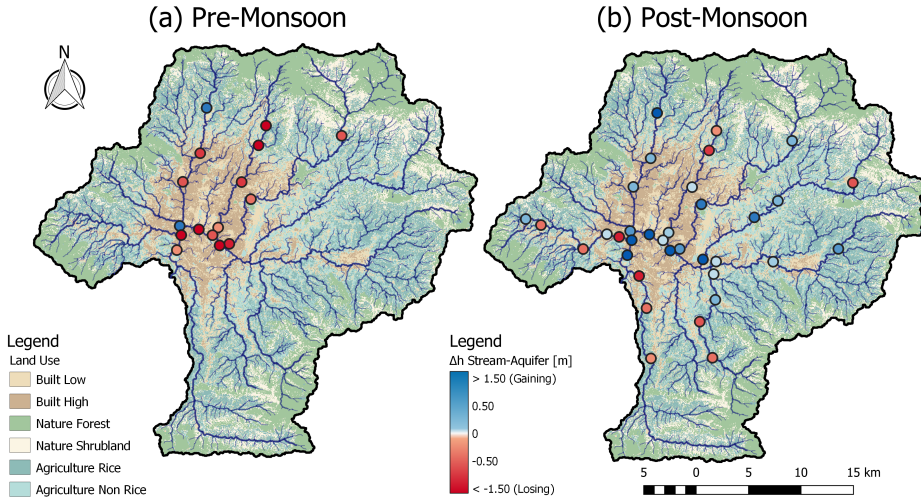 (a) Pre-Monsoon
(b) Post-Monsoon
N
Legend
Land Use
Built Low
Built High
Nature Forest
Nature Shrubland
Agriculture Rice
Agriculture Non Rice
Legend
Δh Stream-Aquifer [m]
> 1.50 (Gaining)
0.50
0
-0.50
< -1.50 (Losing)
5 0 5 10 15 km